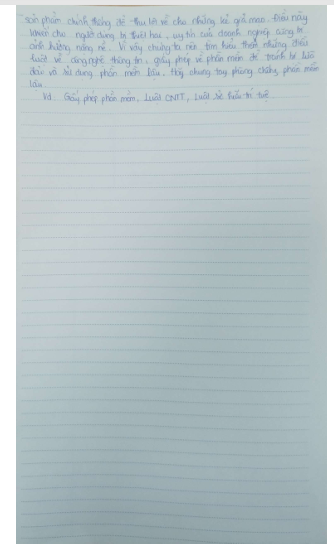 sản phẩm chính thống để thu lời về cho những kẻ giả mạo. Điều này
khiến cho người dùng bị thiệt hại, uy tín của doanh nghiệp cũng bị
ảnh hưởng nặng nề. Vì vậy chúng ta nên tìm hiểu thêm những điều
luật về công nghệ thông tin, giấy phép về phần mềm để tránh bị lừa
đảo và sử dụng phần mềm lậu, hãy chung tay phòng chống phần mềm
lậu.
Vd. Giấy phép phần mềm, Luật CNTT, Luật sở hữu trí tuệ.